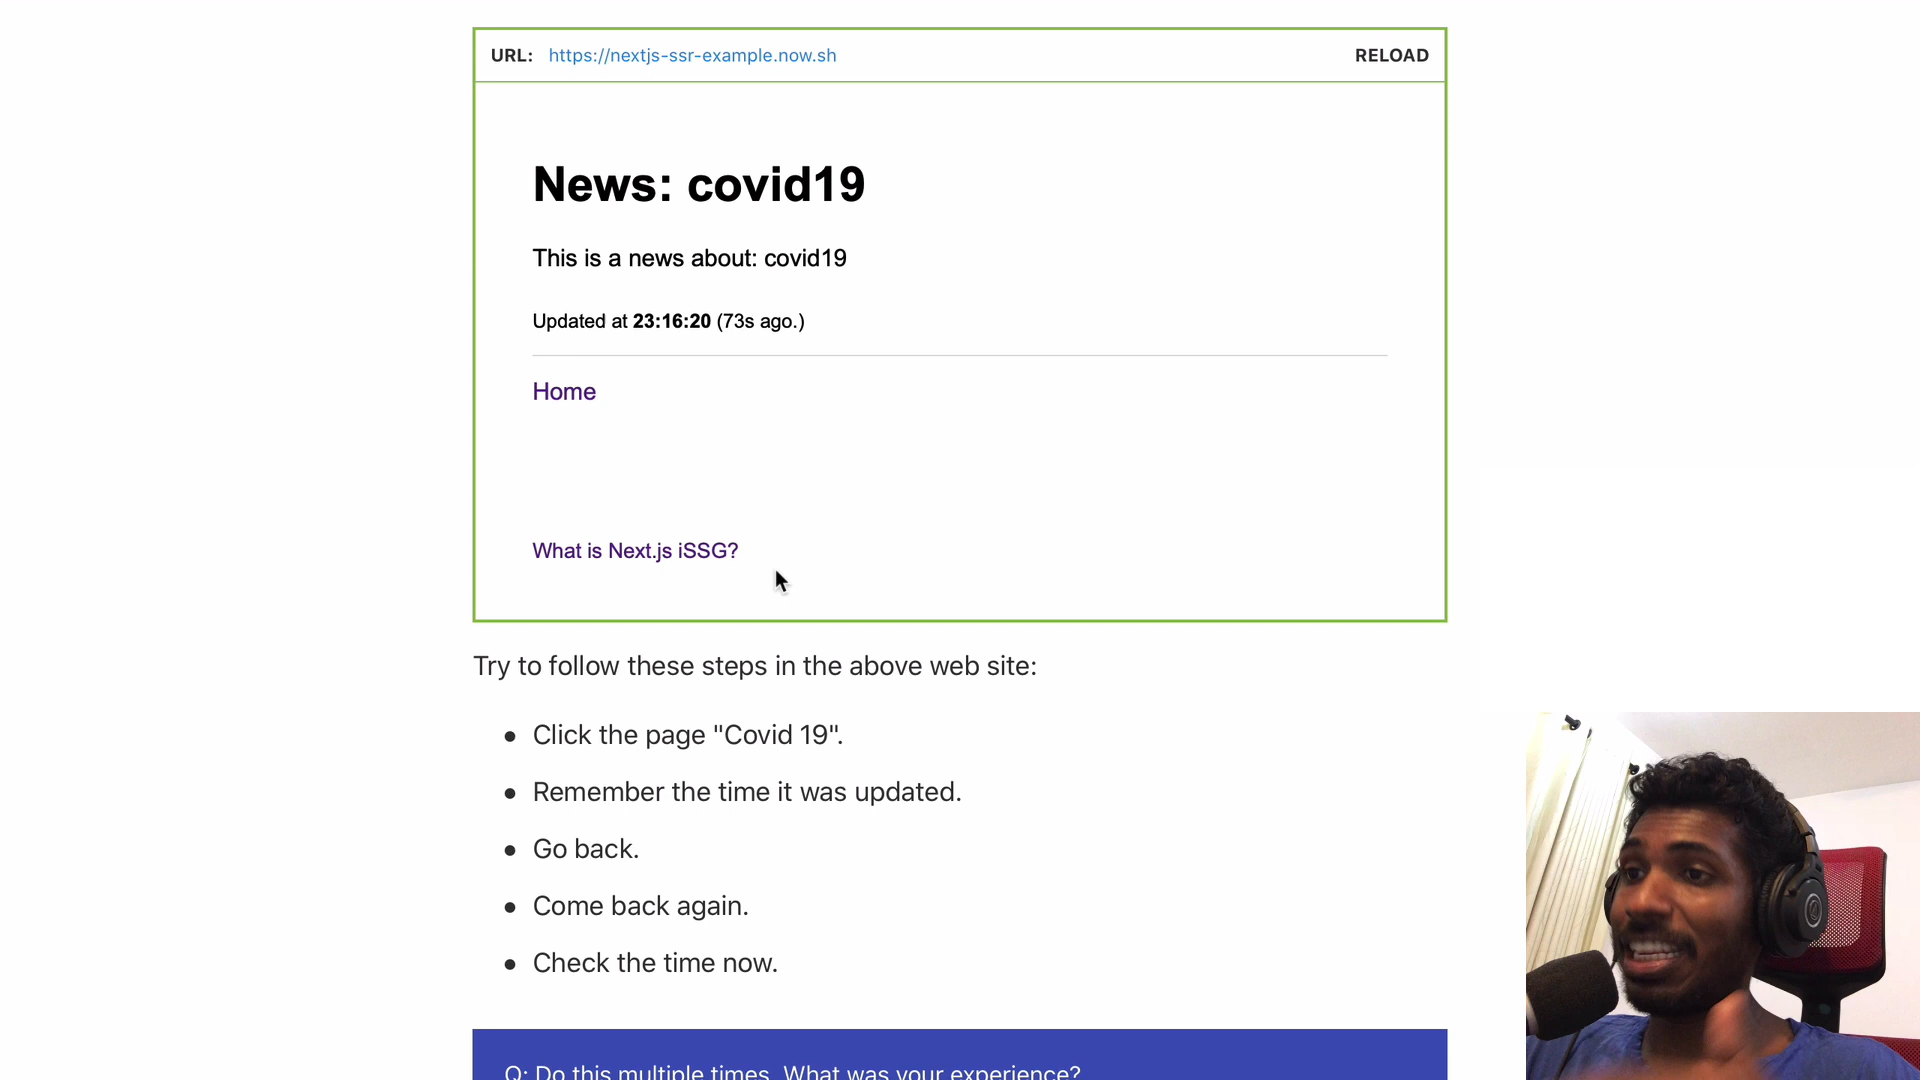 URL: https://nextjs-ssr-example.now.sh RELOAD
News: covid19
This is a news about: covid19
Updated at 23:16:20 (73s ago.)
Home
What is Next.js iSSG?
Try to follow these steps in the above web site:
• Click the page "Covid 19".
• Remember the time it was updated.
• Go back.
• Come back again.
• Check the time now.
Q: Do this multiple times. What was your experience?